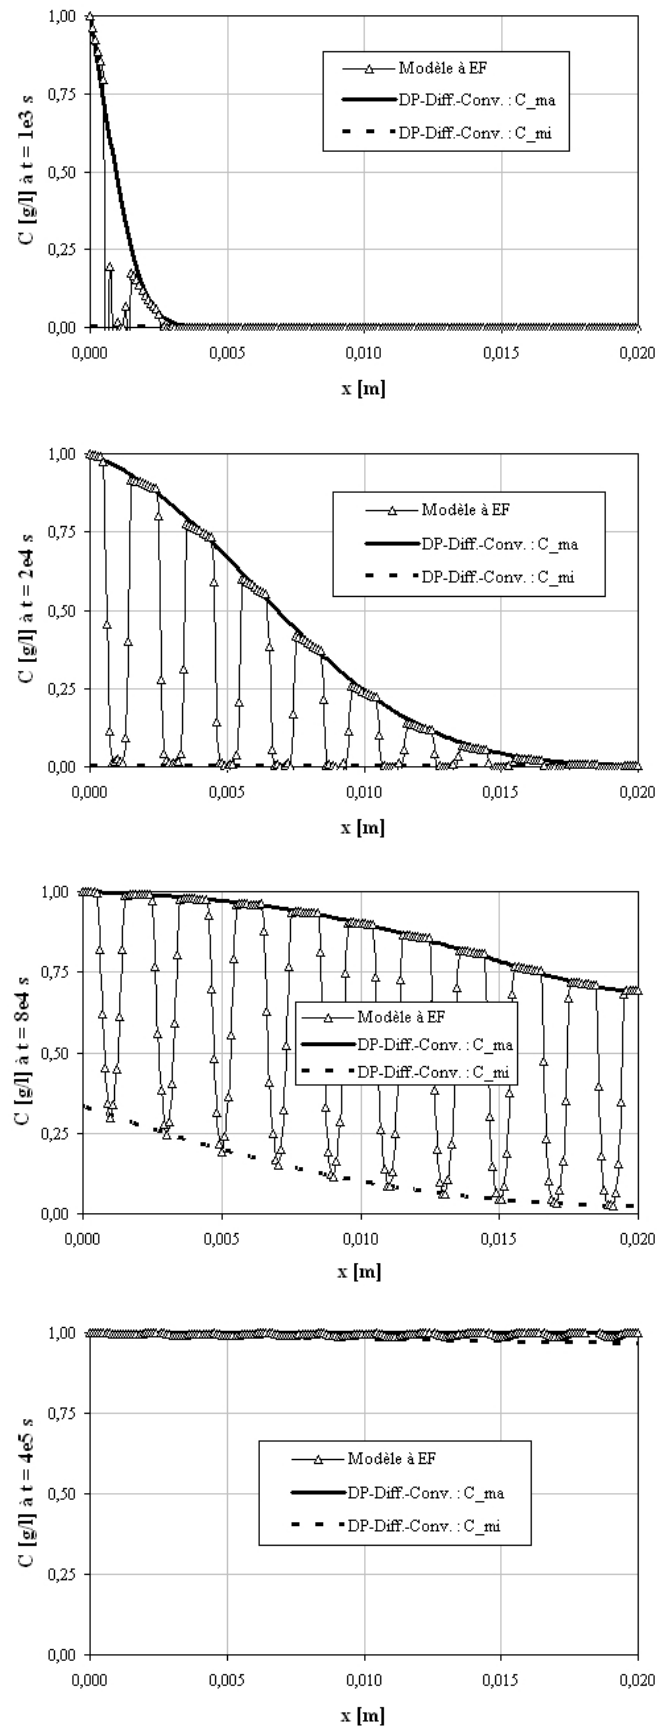 C [g/l] à t = 1e3 s
1,00
0,75
0,50
0,25
0,00
Modèle à EF
DP-Diff.-Conv. : C_ma
DP-Diff.-Conv. : C_mi
0,000 0,005 0,010 0,015 0,020
x [m]
C [g/l] à t = 2e4 s
1,00
0,75
0,50
0,25
0,00
Modèle à EF
DP-Diff.-Conv. : C_ma
DP-Diff.-Conv. : C_mi
0,000 0,005 0,010 0,015 0,020
x [m]
C [g/l] à t = 8e4 s
1,00
0,75
0,50
0,25
0,00
Modèle à EF
DP-Diff.-Conv. : C_ma
DP-Diff.-Conv. : C_mi
0,000 0,005 0,010 0,015 0,020
x [m]
C [g/l] à t = 4e5 s
1,00
0,75
0,50
0,25
0,00
Modèle à EF
DP-Diff.-Conv. : C_ma
DP-Diff.-Conv. : C_mi
0,000 0,005 0,010 0,015 0,020
x [m]